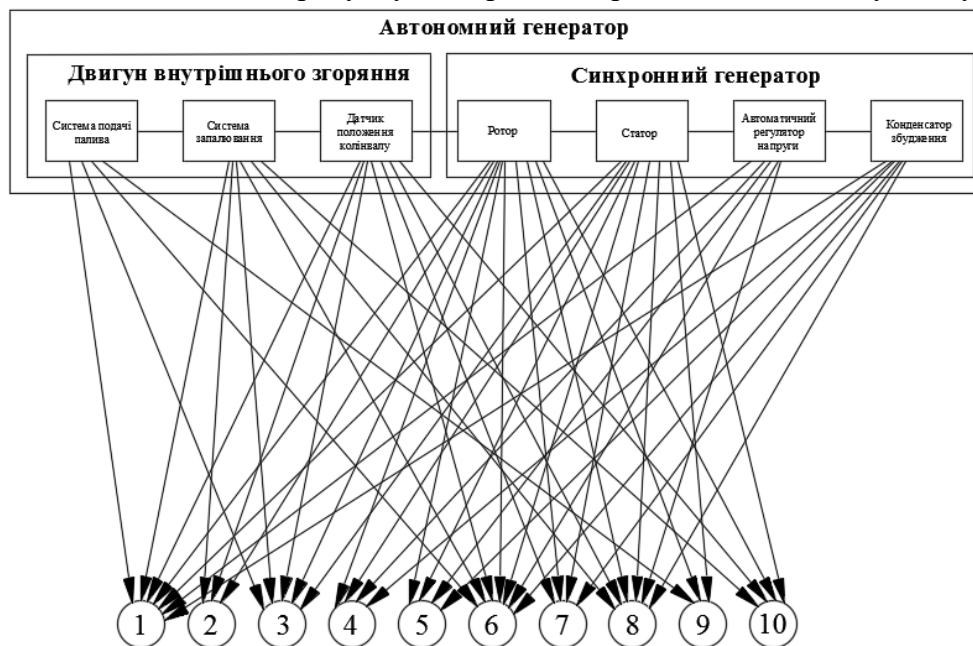 Автономний генератор
Двигун внутрішнього згоряння
Синхронний генератор
Система подачі
палива
Система
запалювання
Датчик
положення
колінвалу
Ротор
Статор
Автоматичний
регулятор
напруги
Конденсатор
збудження
1 2 3 4 5 6 7 8 9 10